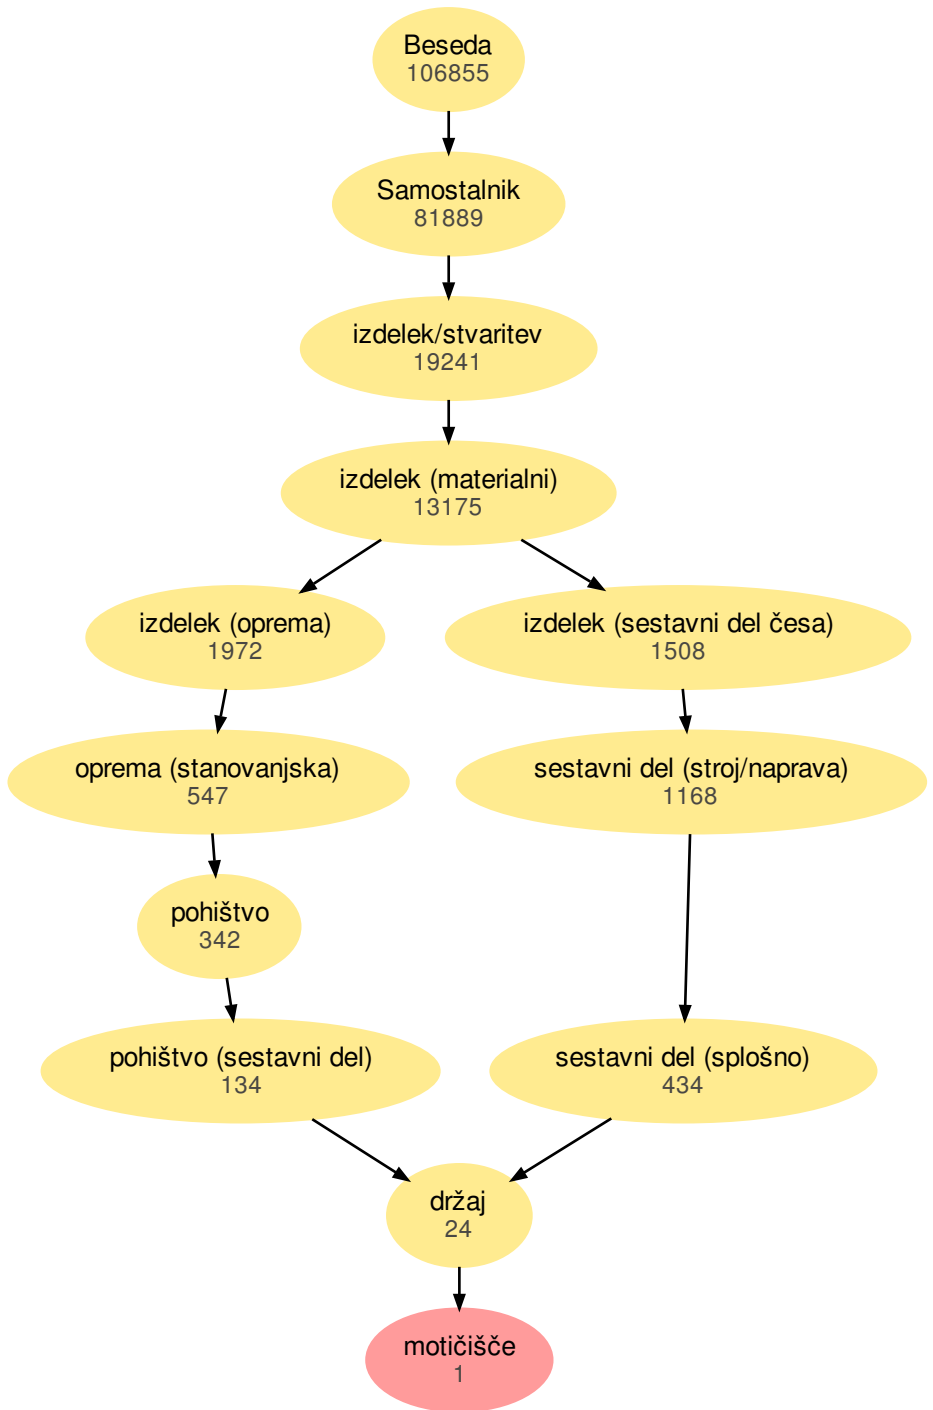 Beseda
106855
Samostalnik
81889
izdelek/stvaritev
19241
izdelek (materialni)
13175
izdelek (oprema)
1972
izdelek (sestavni del česa)
1508
oprema (stanovanjska)
547
sestavni del (stroj/naprava)
1168
pohištvo
342
pohištvo (sestavni del)
134
sestavni del (splošno)
434
držaj
24
motičišče
1